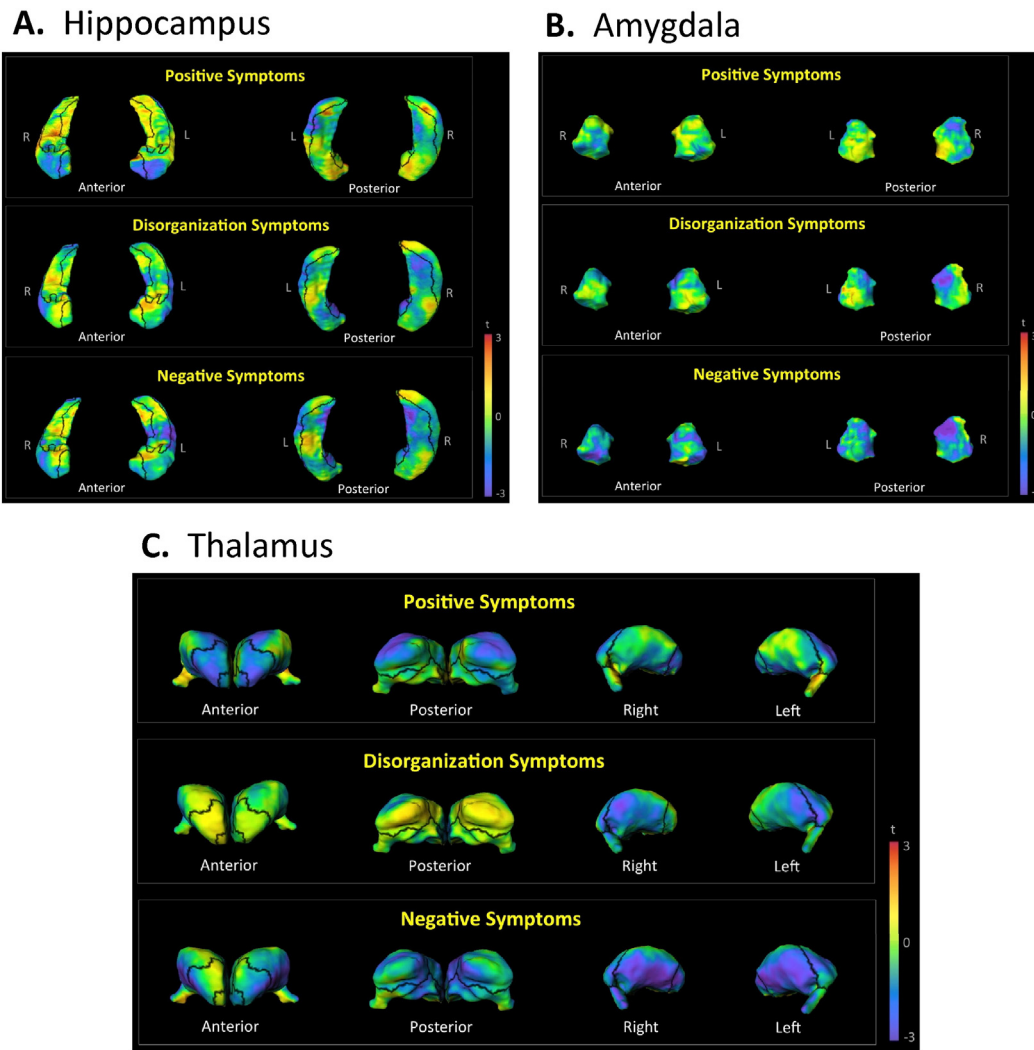 A. Hippocampus
Positive Symptoms
R
L
L
R
Anterior
Posterior
Disorganization Symptoms
R
L
L
R
Anterior
Posterior
Negative Symptoms
R
L
L
R
Anterior
Posterior
t
3
0
-3
B. Amygdala
Positive Symptoms
R
L
L
R
Anterior
Posterior
Disorganization Symptoms
R
L
L
R
Anterior
Posterior
Negative Symptoms
R
L
L
R
Anterior
Posterior
t
3
0
C. Thalamus
Positive Symptoms
Anterior
Posterior
Right
Left
Disorganization Symptoms
Anterior
Posterior
Right
Left
Negative Symptoms
Anterior
Posterior
Right
Left
t
3
0
-3